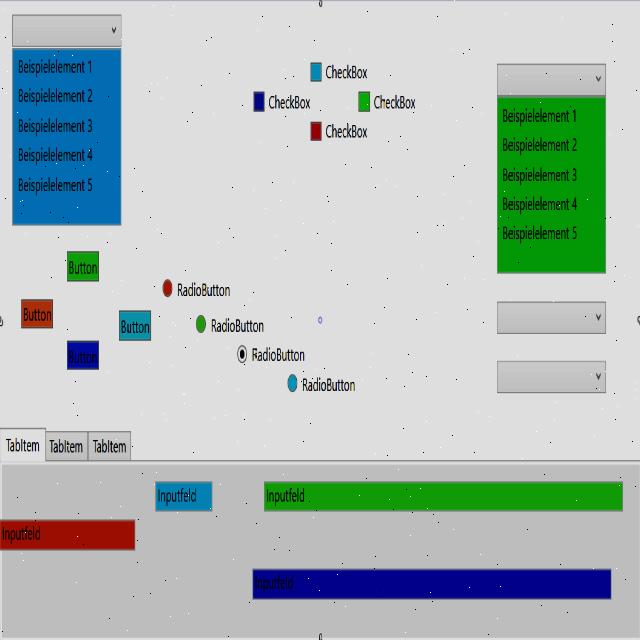 Beispielelement 1
Beispielelement 2
Beispielelement 3
Beispielelement 4
Beispielelement 5
CheckBox
CheckBox
CheckBox
CheckBox
Beispielelement 1
Beispielelement 2
Beispielelement 3
Beispielelement 4
Beispielelement 5
Button
Button
Button
Button
RadioButton
RadioButton
RadioButton
RadioButton
TabItem
TabItem
TabItem
Inputfeld
Inputfeld
Inputfeld
Inputfeld